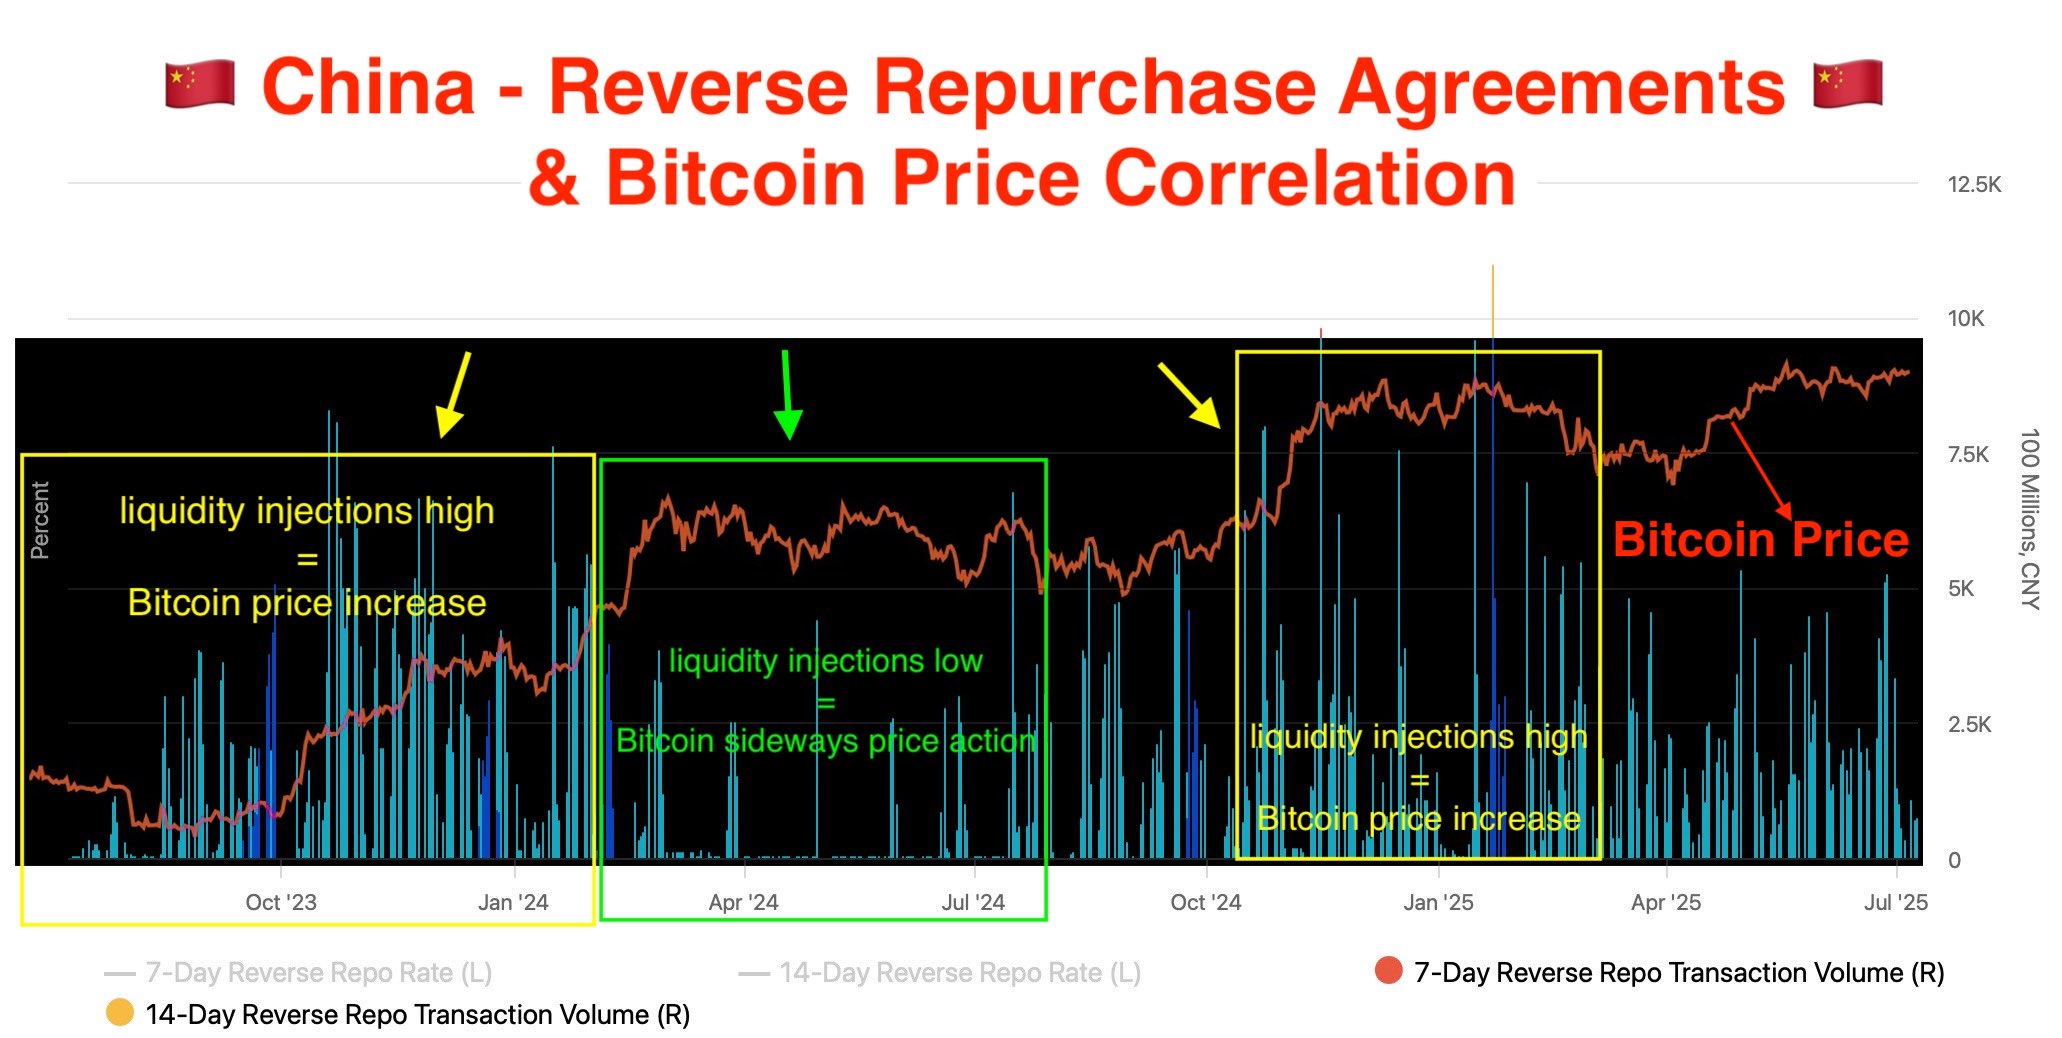 🇨🇳 China - Reverse Repurchase Agreements 🇨🇳
& Bitcoin Price Correlation
12.5K
10K
7.5K
5K
2.5K
0
100 Millions, CNY
Percent
liquidity injections high
=
Bitcoin price increase
liquidity injections low
=
Bitcoin sideways price action
liquidity injections high
=
Bitcoin price increase
Bitcoin Price
Oct '23
Jan '24
Apr '24
Jul '24
Oct '24
Jan '25
Apr '25
Jul '25
7-Day Reverse Repo Rate (L)
14-Day Reverse Repo Rate (L)
7-Day Reverse Repo Transaction Volume (R)
14-Day Reverse Repo Transaction Volume (R)